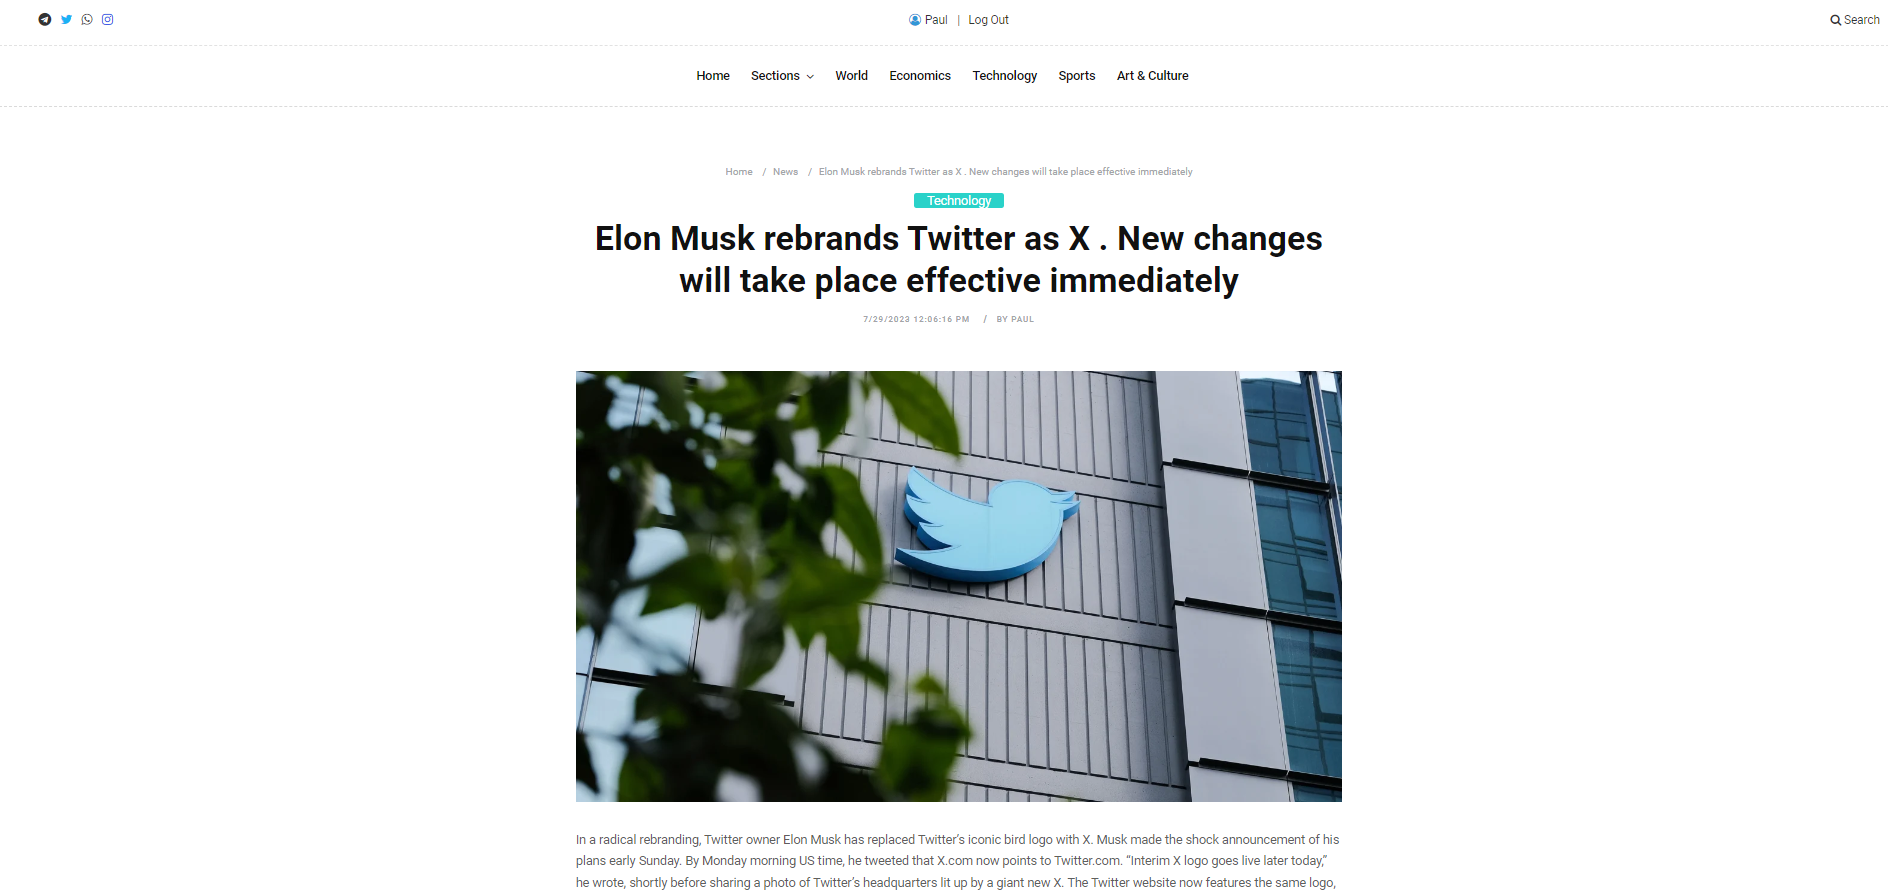 Paul | Log Out
Search
Home Sections World Economics Technology Sports Art & Culture
Home / News / Elon Musk rebrands Twitter as X . New changes will take place effective immediately
Technology
Elon Musk rebrands Twitter as X . New changes
will take place effective immediately
7/29/2023 12:06:16 PM / BY PAUL
In a radical rebranding, Twitter owner Elon Musk has replaced Twitter’s iconic bird logo with X. Musk made the shock announcement of his
plans early Sunday. By Monday morning US time, he tweeted that X.com now points to Twitter.com. “Interim X logo goes live later today,”
he wrote, shortly before sharing a photo of Twitter’s headquarters lit up by a giant new X. The Twitter website now features the same logo,